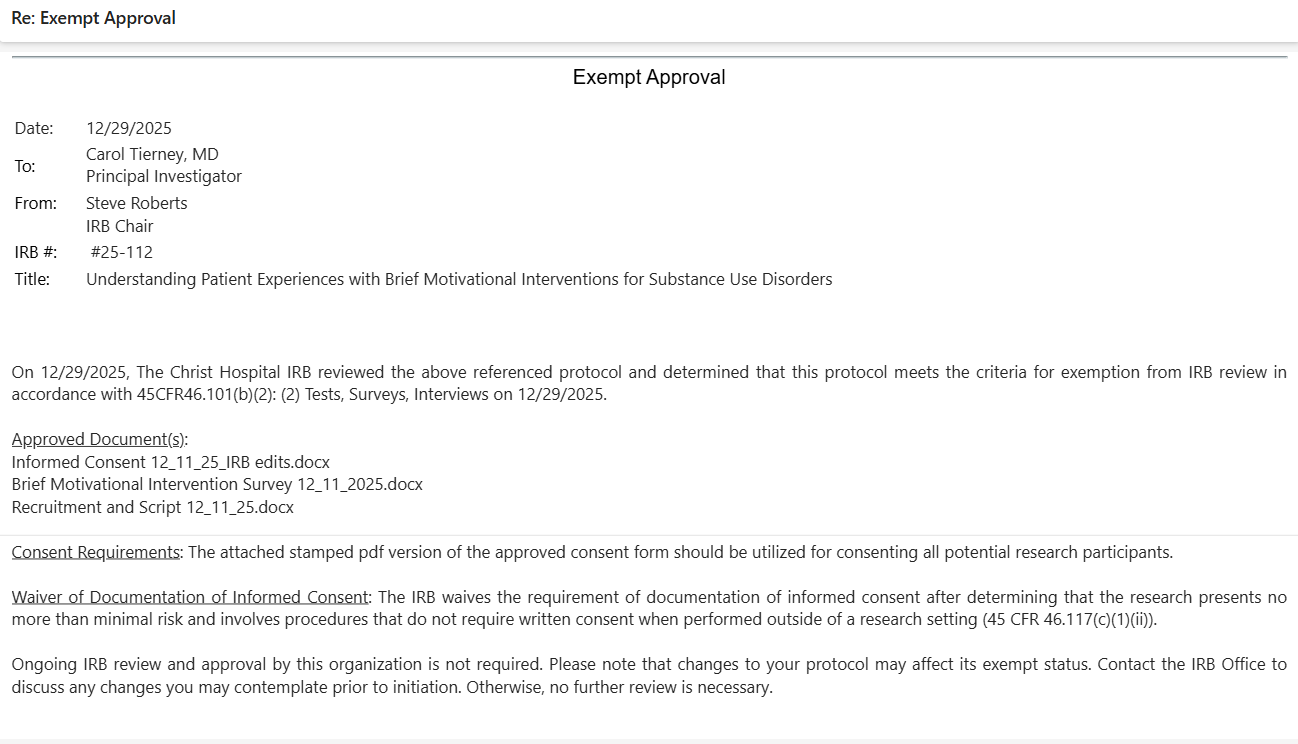 Re: Exempt Approval
Exempt Approval
Date: 12/29/2025
To: Carol Tierney, MD
Principal Investigator
From: Steve Roberts
IRB Chair
IRB #: #25-112
Title: Understanding Patient Experiences with Brief Motivational Interventions for Substance Use Disorders
On 12/29/2025, The Christ Hospital IRB reviewed the above referenced protocol and determined that this protocol meets the criteria for exemption from IRB review in
accordance with 45CFR46.101(b)(2): (2) Tests, Surveys, Interviews on 12/29/2025.
Approved Document(s):
Informed Consent 12_11_25_IRB edits.docx
Brief Motivational Intervention Survey 12_11_2025.docx
Recruitment and Script 12_11_25.docx
Consent Requirements: The attached stamped pdf version of the approved consent form should be utilized for consenting all potential research participants.
Waiver of Documentation of Informed Consent: The IRB waives the requirement of documentation of informed consent after determining that the research presents no
more than minimal risk and involves procedures that do not require written consent when performed outside of a research setting (45 CFR 46.117(c)(1)(ii)).
Ongoing IRB review and approval by this organization is not required. Please note that changes to your protocol may affect its exempt status. Contact the IRB Office to
discuss any changes you may contemplate prior to initiation. Otherwise, no further review is necessary.